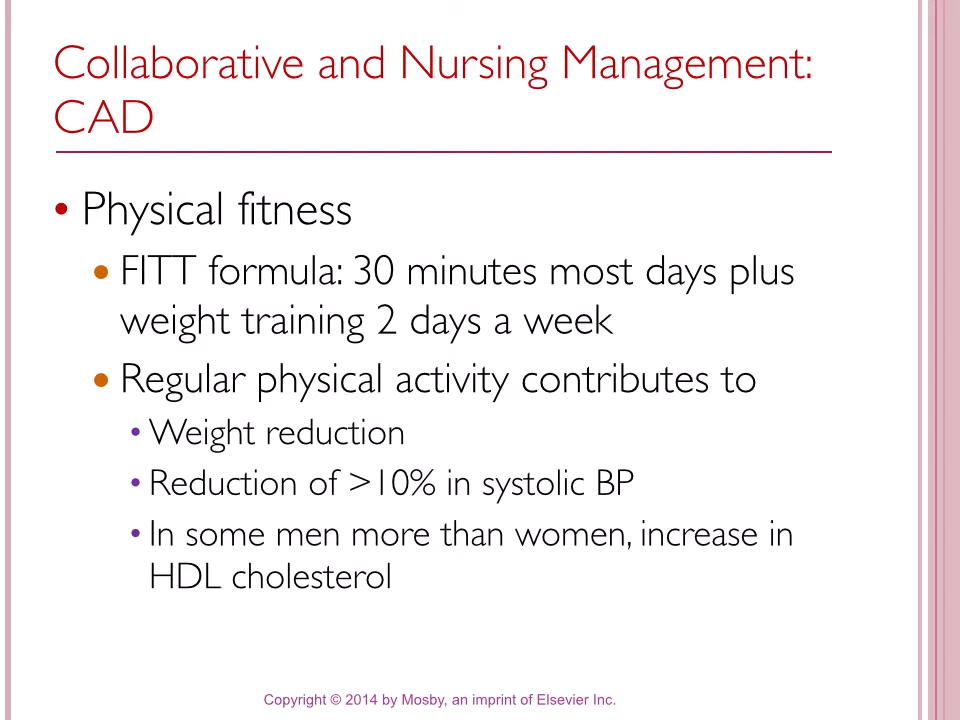 Collaborative and Nursing Management:
CAD
• Physical fitness
• FITT formula: 30 minutes most days plus
weight training 2 days a week
• Regular physical activity contributes to
• Weight reduction
• Reduction of >10% in systolic BP
• In some men more than women, increase in
HDL cholesterol
Copyright © 2014 by Mosby, an imprint of Elsevier Inc.